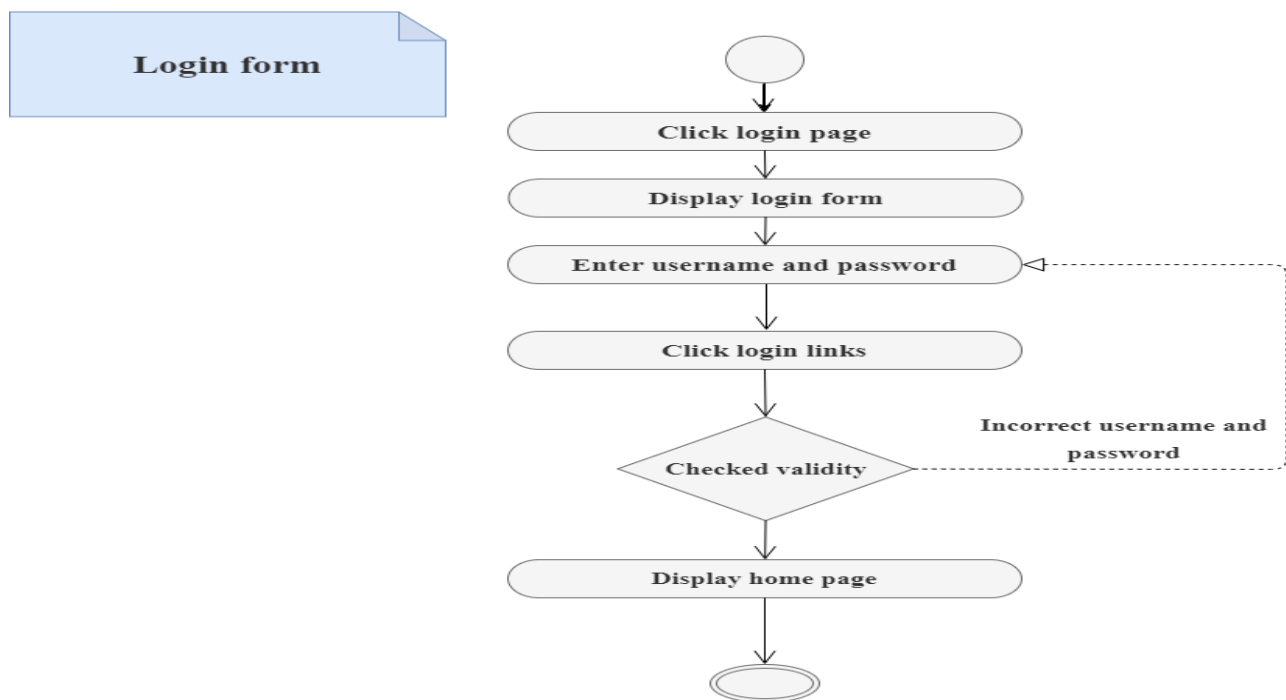 Login form
Click login page
Display login form
Enter username and password
Click login links
Incorrect username and
password
Checked validity
Display home page